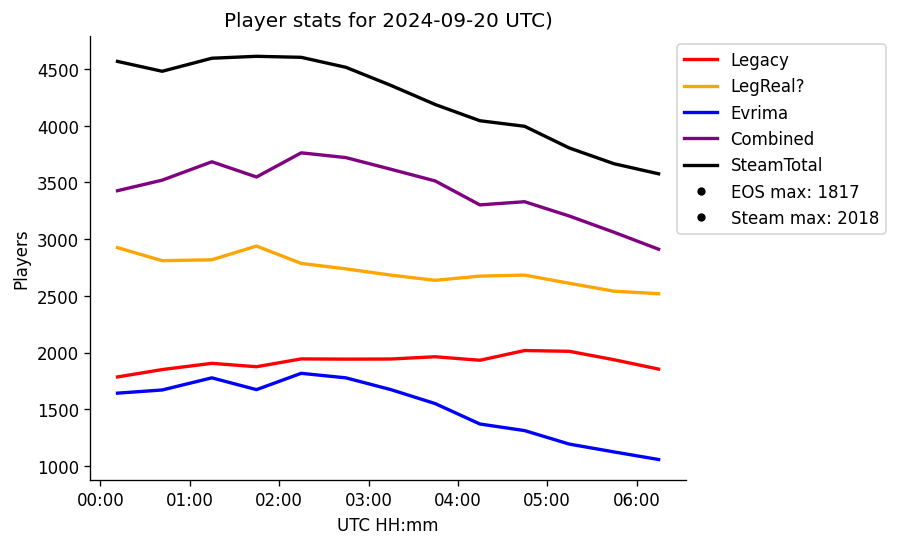 Player stats for 2024-09-20 UTC)
Legacy
LegReal?
Evrima
Combined
SteamTotal
EOS max: 1817
Steam max: 2018
Players
4500
4000
3500
3000
2500
2000
1500
1000
00:00 01:00 02:00 03:00 04:00 05:00 06:00
UTC HH:mm